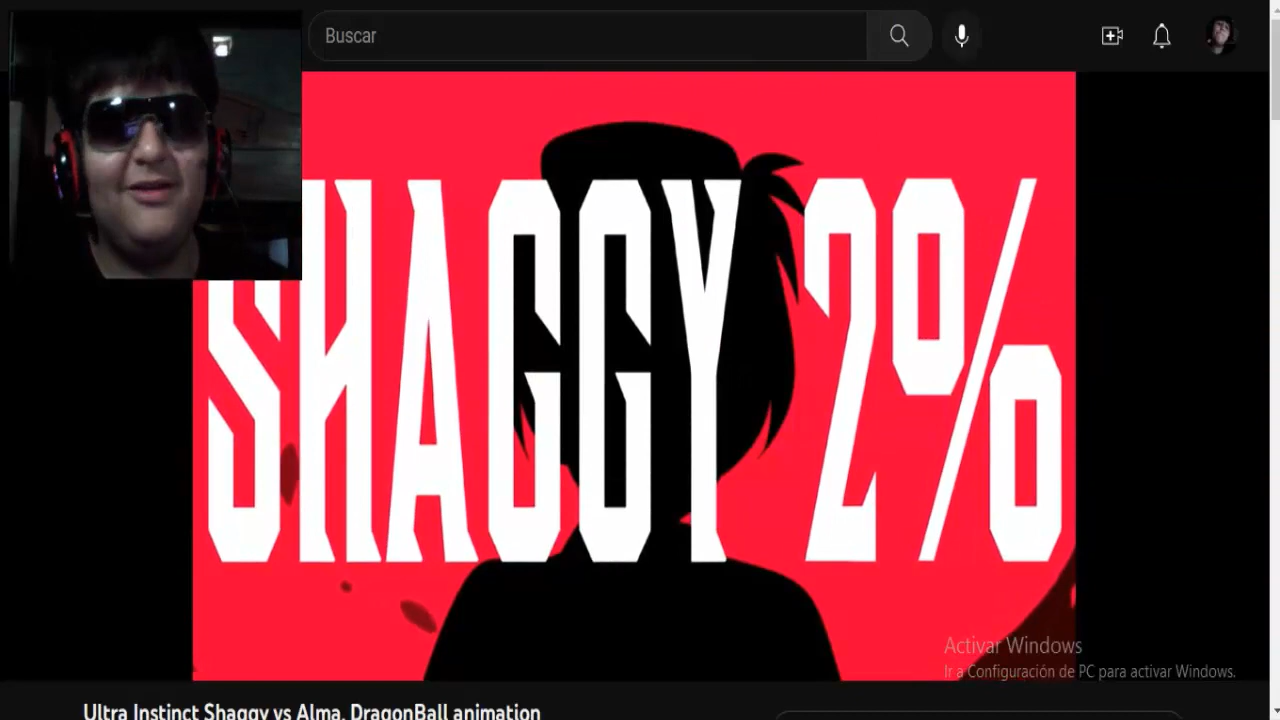 Buscar
SHAGGY 2%
Activar Windows
Ir a Configuración de PC para activar Windows.
Ultra Instinct Shaggy vs Alma, DragonBall animation